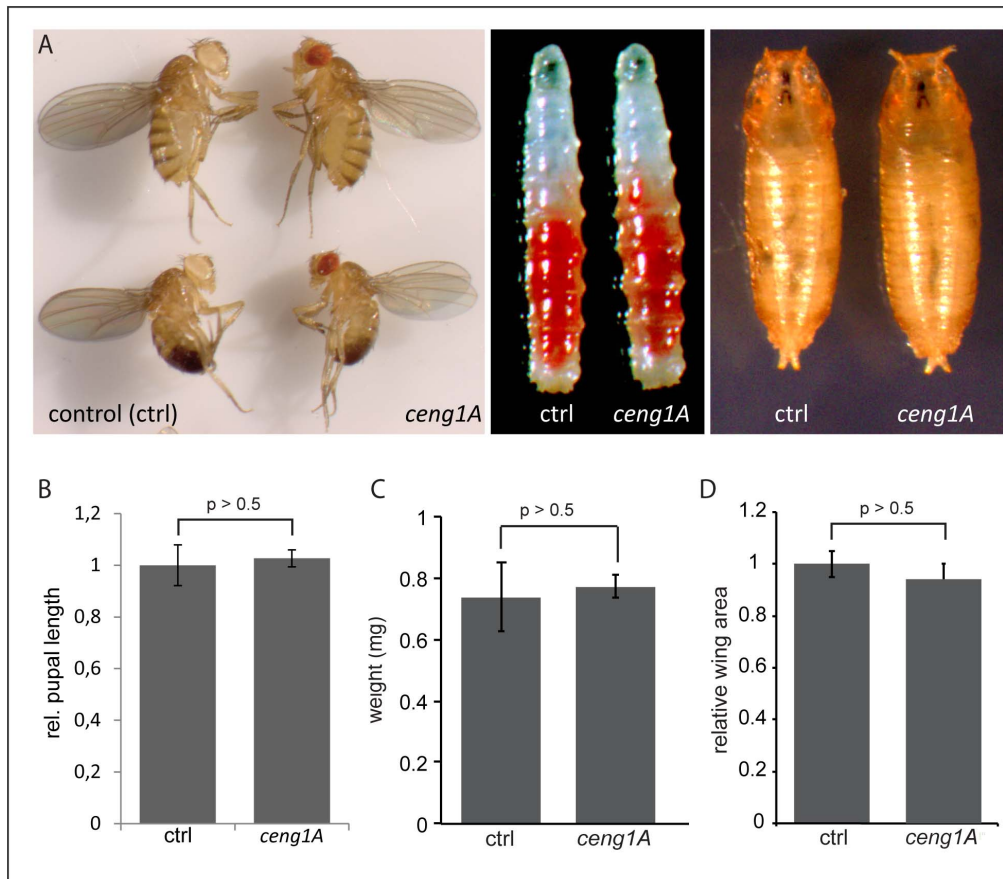 A
control (ctrl)
ceng1A
ctrl
ceng1A
ctrl
ceng1A
B
p > 0.5
1,2
1
0,8
0,6
0,4
0,2
0
rel. pupal length
ctrl
ceng1A
C
p > 0.5
1
0.8
0.6
0.4
0.2
0
weight (mg)
ctrl
ceng1A
D
p > 0.5
1.2
1
0.8
0.6
0.4
0.2
0
relative wing area
ctrl
ceng1A